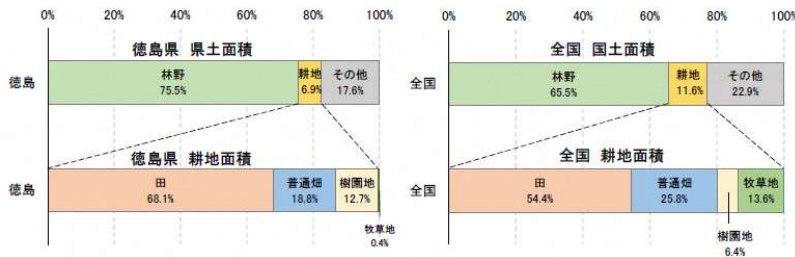 0% 20% 40% 60% 80% 100%
徳島県 県土面積
徳島
林野 耕地 その他
75.5% 6.9% 17.6%
徳島県 耕地面積
徳島
田 普通畑 樹園地
68.1% 18.8% 12.7%
牧草地
0.4%
0% 20% 40% 60% 80% 100%
全国 国土面積
全国
林野 耕地 その他
65.5% 11.6% 22.9%
全国 耕地面積
全国
田 普通畑 牧草地
54.4% 25.8% 13.6%
樹園地
6.4%